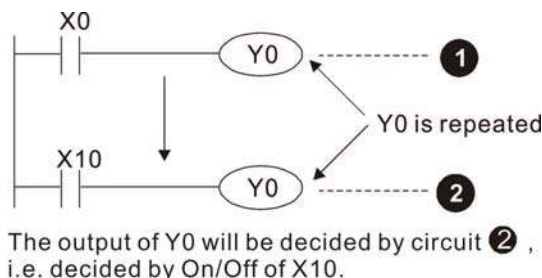 X0
Y0 1
Y0 is repeated
X10
Y0 2
The output of Y0 will be decided by circuit 2 ,
i.e. decided by On/Off of X10.